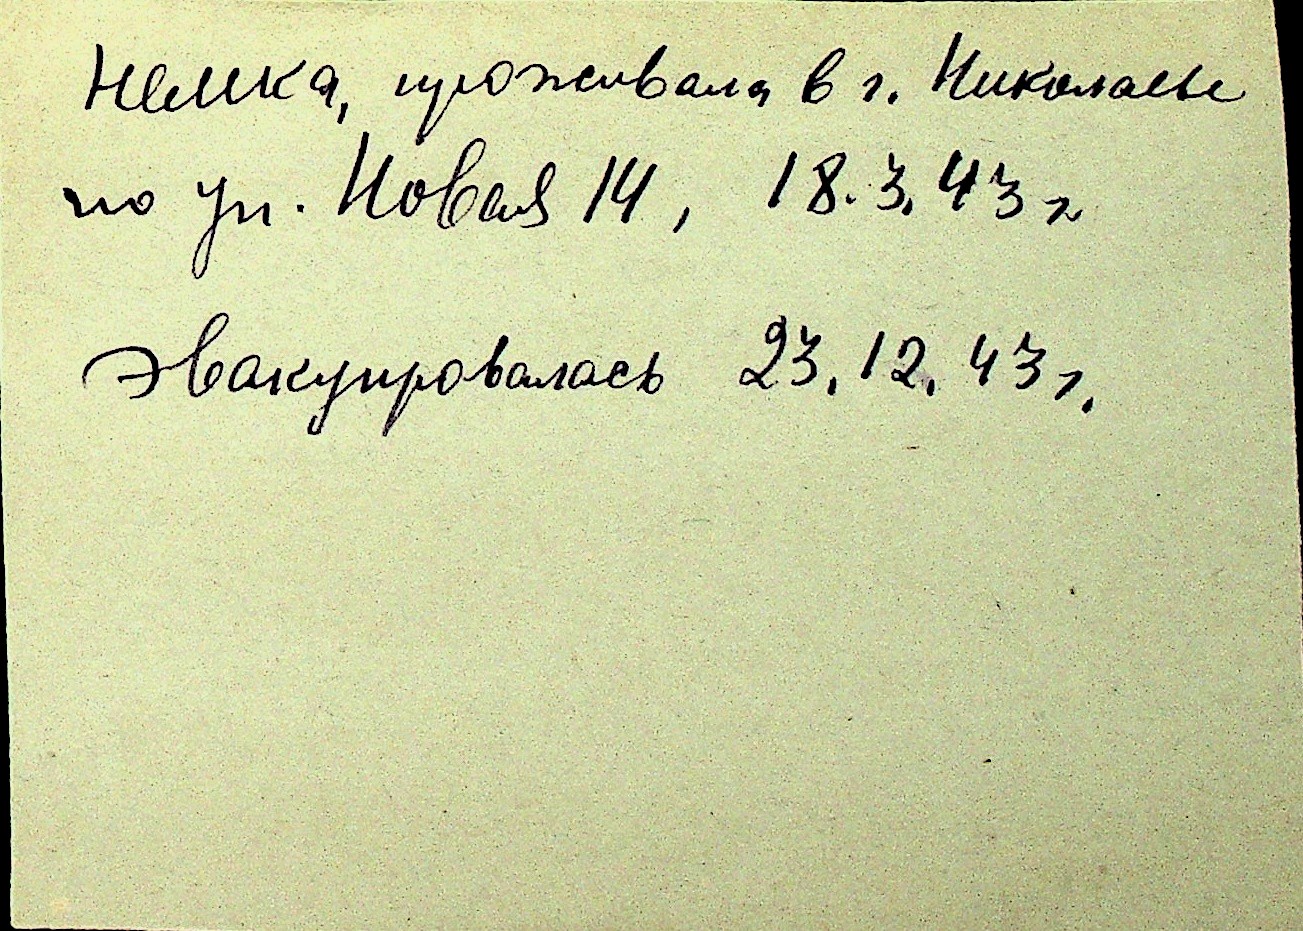 Немка, проживала в г. Николаеве
по ул. Новая 14, 18.3.43 г
эвакуировалась 23.12.43 г.